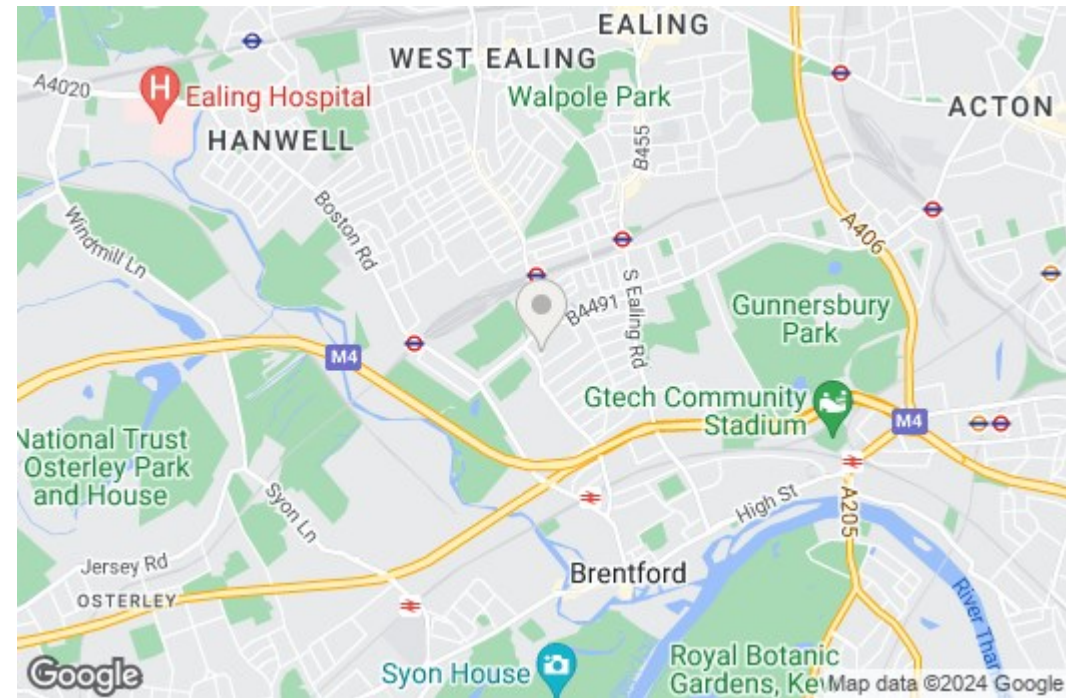 EALING
WEST EALING
A4020
H
Ealing Hospital
Walpole Park
ACTON
HANWELL
B455
Boston Rd
Windmill Ln
A406
S Ealing Rd
B4491
Gunnersbury
Park
M4
Gtech Community
Stadium
M4
National Trust
Osterley Park
and House
Syon Ln
High St
A205
Jersey Rd
Brentford
OSTERLEY
River Thar
Syon House
Royal Botanic
Gardens, Kew
Google
Map data ©2024 Google